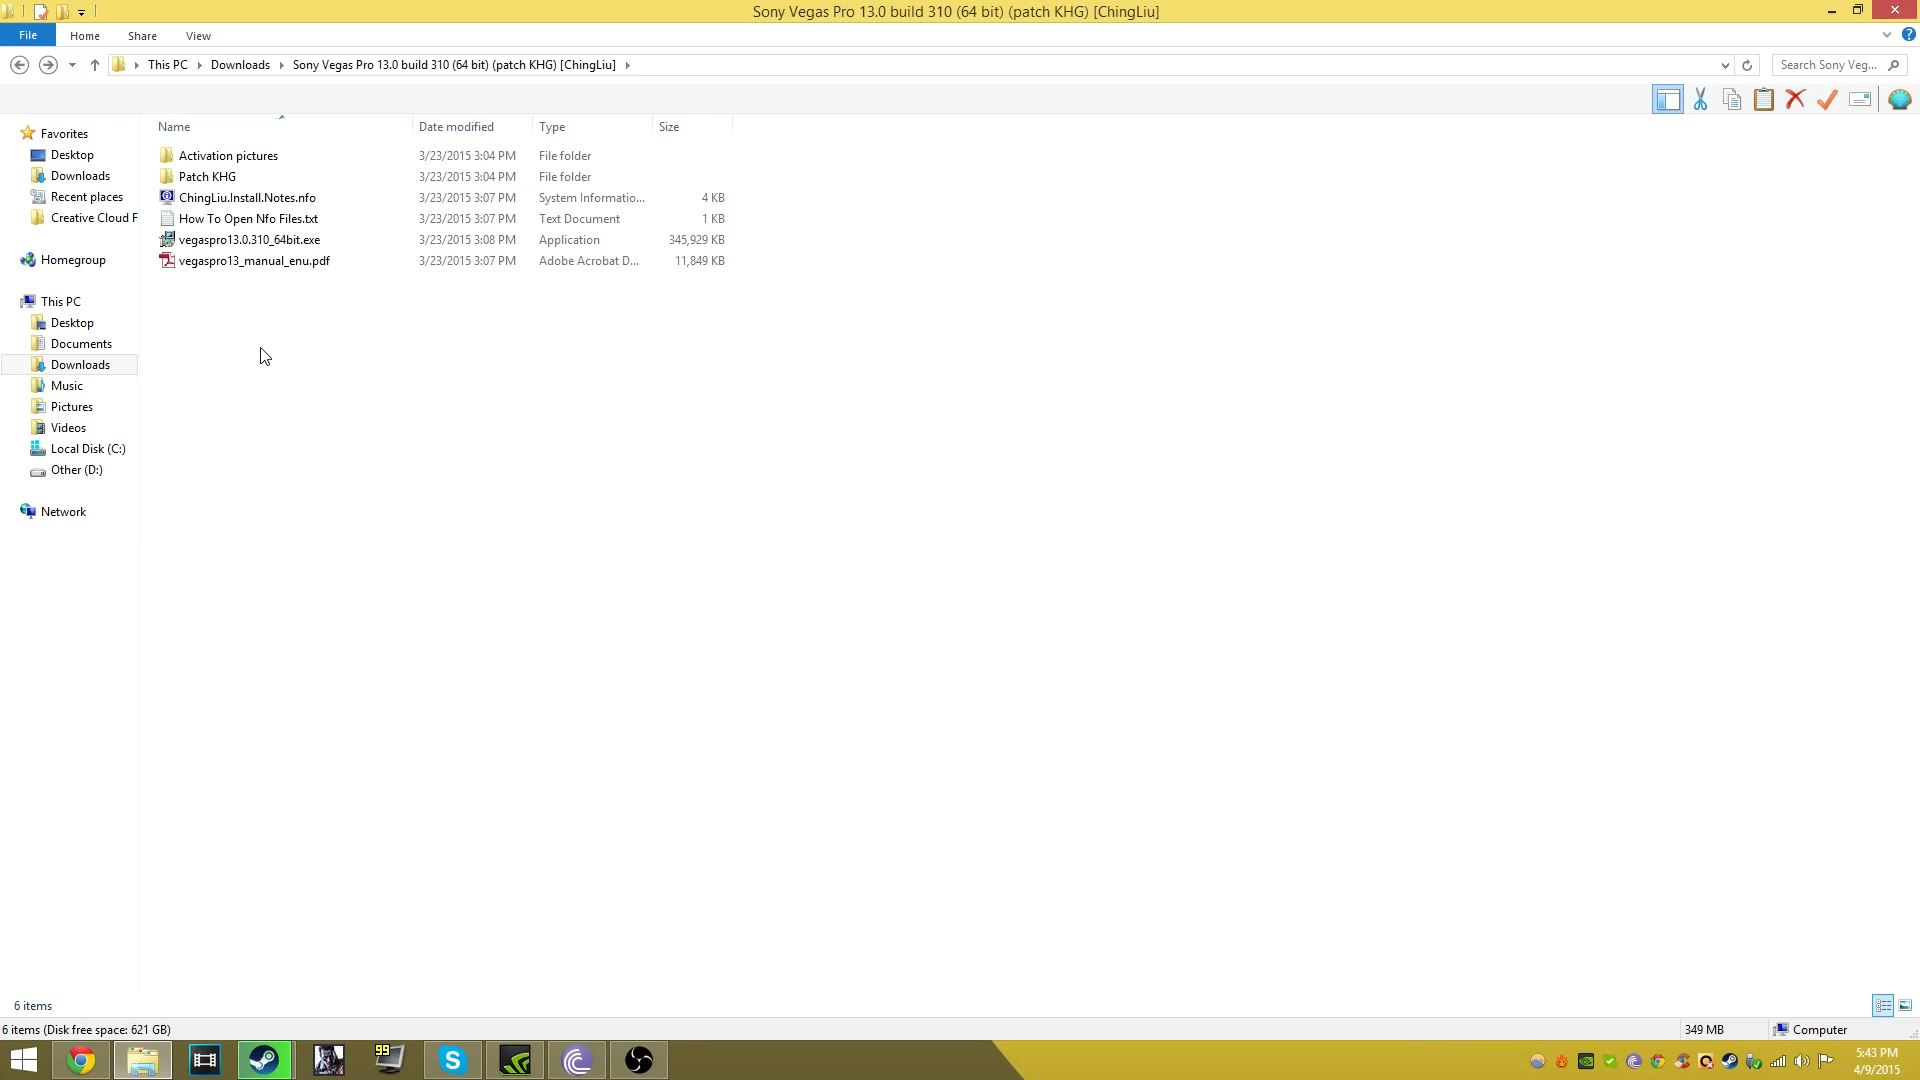 Sony Vegas Pro 13.0 build 310 (64 bit) (patch KHG) [ChingLiu]
File Home Share View
This PC Downloads Sony Vegas Pro 13.0 build 310 (64 bit) (patch KHG) [ChingLiu] Search Sony Veg...
Name Date modified Type Size
Favorites
Desktop
Downloads
Recent places
Creative Cloud F
Homegroup
This PC
Desktop
Documents
Downloads
Music
Pictures
Videos
Local Disk (C:)
Other (D:)
Network
Activation pictures 3/23/2015 3:04 PM File folder
Patch KHG 3/23/2015 3:04 PM File folder
ChingLiu.Install.Notes.nfo 3/23/2015 3:07 PM System Informatio... 4 KB
How To Open Nfo Files.txt 3/23/2015 3:07 PM Text Document 1 KB
vegaspro13.0.310_64bit.exe 3/23/2015 3:08 PM Application 345,929 KB
vegaspro13_manual_enu.pdf 3/23/2015 3:07 PM Adobe Acrobat D... 11,849 KB
6 items
6 items (Disk free space: 621 GB) 349 MB Computer
99
5:43 PM
4/9/2015